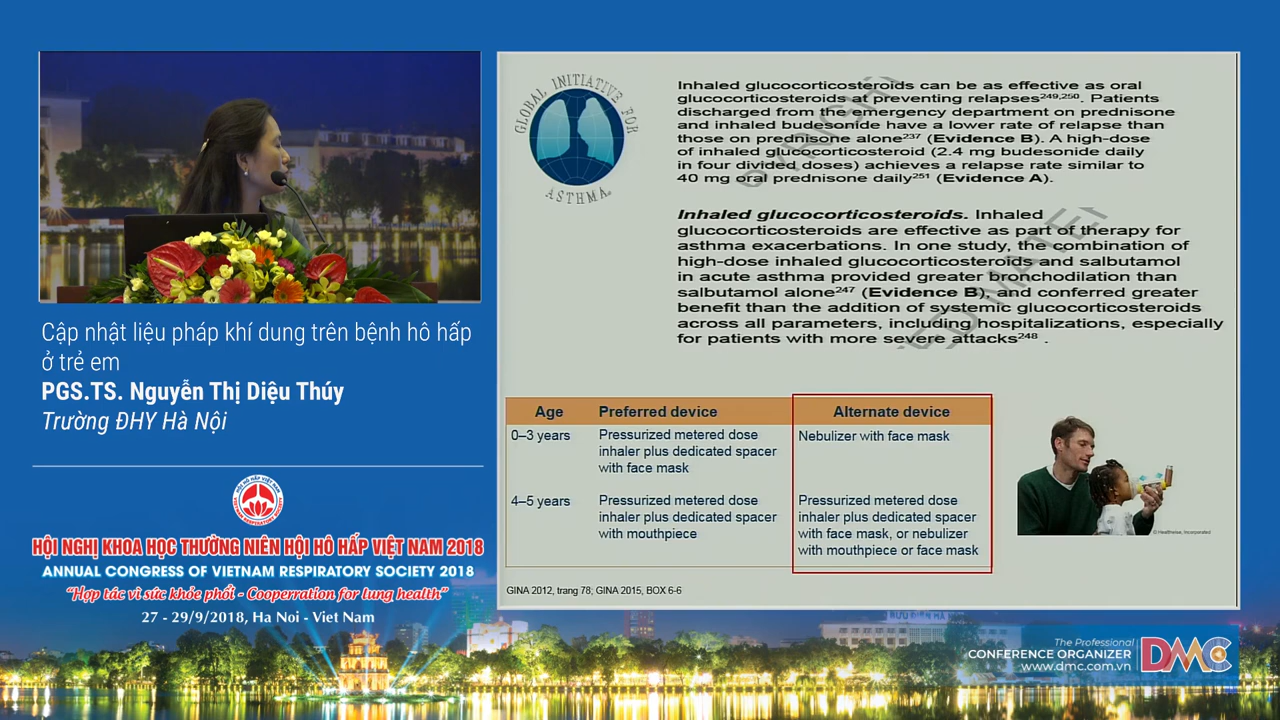 GLOBAL INITIATIVE FOR
ASTHMA
Inhaled glucocorticosteroids can be as effective as oral
glucocorticosteroids at preventing relapses249,250. Patients
discharged from the emergency department on prednisone
and inhaled budesonide have a lower rate of relapse than
those on prednisone alone237 (Evidence B). A high-dose
of inhaled glucocorticosteroid (2.4 mg budesonide daily
in four divided doses) achieves a relapse rate similar to
40 mg oral prednisone daily251 (Evidence A).
Inhaled glucocorticosteroids. Inhaled
glucocorticosteroids are effective as part of therapy for
asthma exacerbations. In one study, the combination of
high-dose inhaled glucocorticosteroids and salbutamol
in acute asthma provided greater bronchodilation than
salbutamol alone247 (Evidence B), and conferred greater
benefit than the addition of systemic glucocorticosteroids
across all parameters, including hospitalizations, especially
for patients with more severe attacks248 .
Age Preferred device Alternate device
0–3 years Pressurized metered dose Nebulizer with face mask
inhaler plus dedicated spacer
with face mask
4–5 years Pressurized metered dose Pressurized metered dose
inhaler plus dedicated spacer inhaler plus dedicated spacer
with mouthpiece with face mask, or nebulizer
with mouthpiece or face mask
© Healthwise, Incorporated
GINA 2012, trang 78; GINA 2015, BOX 6-6
Cập nhật liệu pháp khí dung trên bệnh hô hấp
ở trẻ em
PGS.TS. Nguyễn Thị Diệu Thúy
Trường ĐHY Hà Nội
HỘI NGHỊ KHOA HỌC THƯỜNG NIÊN HỘI HÔ HẤP VIỆT NAM 2018
ANNUAL CONGRESS OF VIETNAM RESPIRATORY SOCIETY 2018
“Hợp tác vì sức khỏe phổi - Cooperration for lung health”
27 - 29/9/2018, Ha Noi - Viet Nam
The Professional
CONFERENCE ORGANIZER
www.dmc.com.vn
DMC